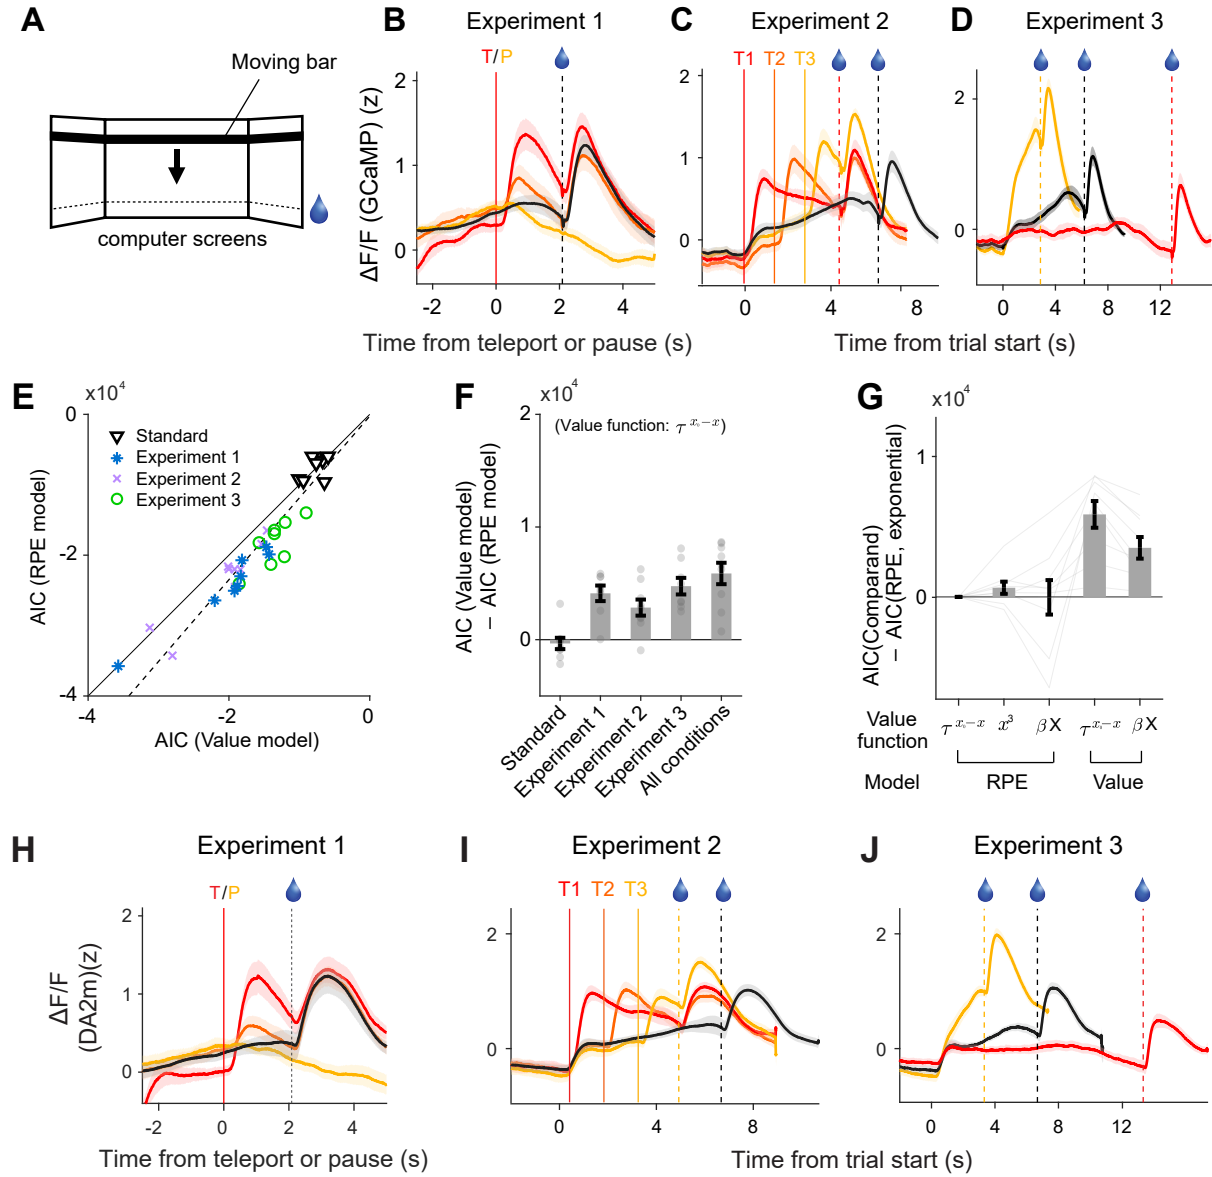 A
Moving bar
computer screens
B
Experiment 1
T/P
ΔF/F (GCaMP) (z)
2
1
0
-2 0 2 4
Time from teleport or pause (s)
C
Experiment 2
T1 T2 T3
2
1
0
0 4 8
Time from trial start (s)
D
Experiment 3
2
0
0 4 8 12
E
x10⁴
0
-2
-4
-4 -2 0
AIC (RPE model)
AIC (Value model)
Standard
Experiment 1
Experiment 2
Experiment 3
F
x10⁴
2
1
0
(Value function: τ^{x₀−x})
AIC (Value model)
– AIC (RPE model)
Standard
Experiment 1
Experiment 2
Experiment 3
All conditions
G
x10⁴
1
0
AIC(Comparand)
– AIC(RPE, exponential)
Value function
τ^{x₀−x} x³ βX τ^{x₀−x} βX
Model RPE Value
H
Experiment 1
T/P
ΔF/F
(DA2m)(z)
2
1
0
-2 0 2 4
Time from teleport or pause (s)
I
Experiment 2
T1 T2 T3
2
0
0 4 8
Time from trial start (s)
J
Experiment 3
2
0
0 4 8 12